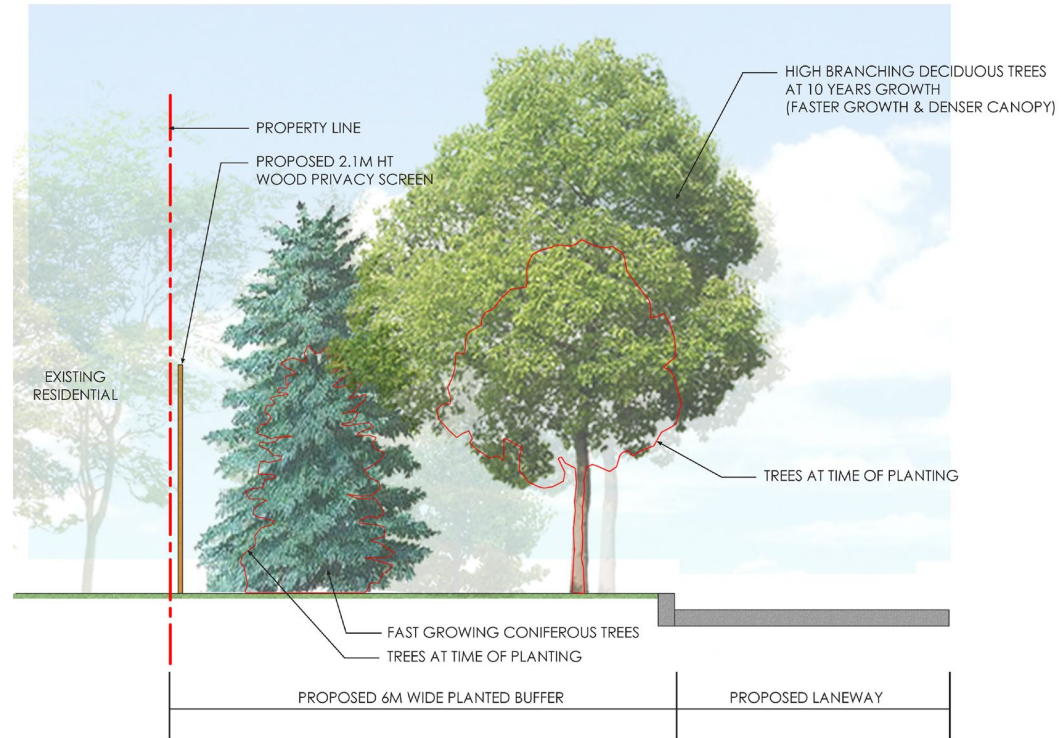 HIGH BRANCHING DECIDUOUS TREES
AT 10 YEARS GROWTH
(FASTER GROWTH & DENSER CANOPY)
PROPERTY LINE
PROPOSED 2.1M HT
WOOD PRIVACY SCREEN
EXISTING
RESIDENTIAL
TREES AT TIME OF PLANTING
FAST GROWING CONIFEROUS TREES
TREES AT TIME OF PLANTING
PROPOSED 6M WIDE PLANTED BUFFER
PROPOSED LANEWAY